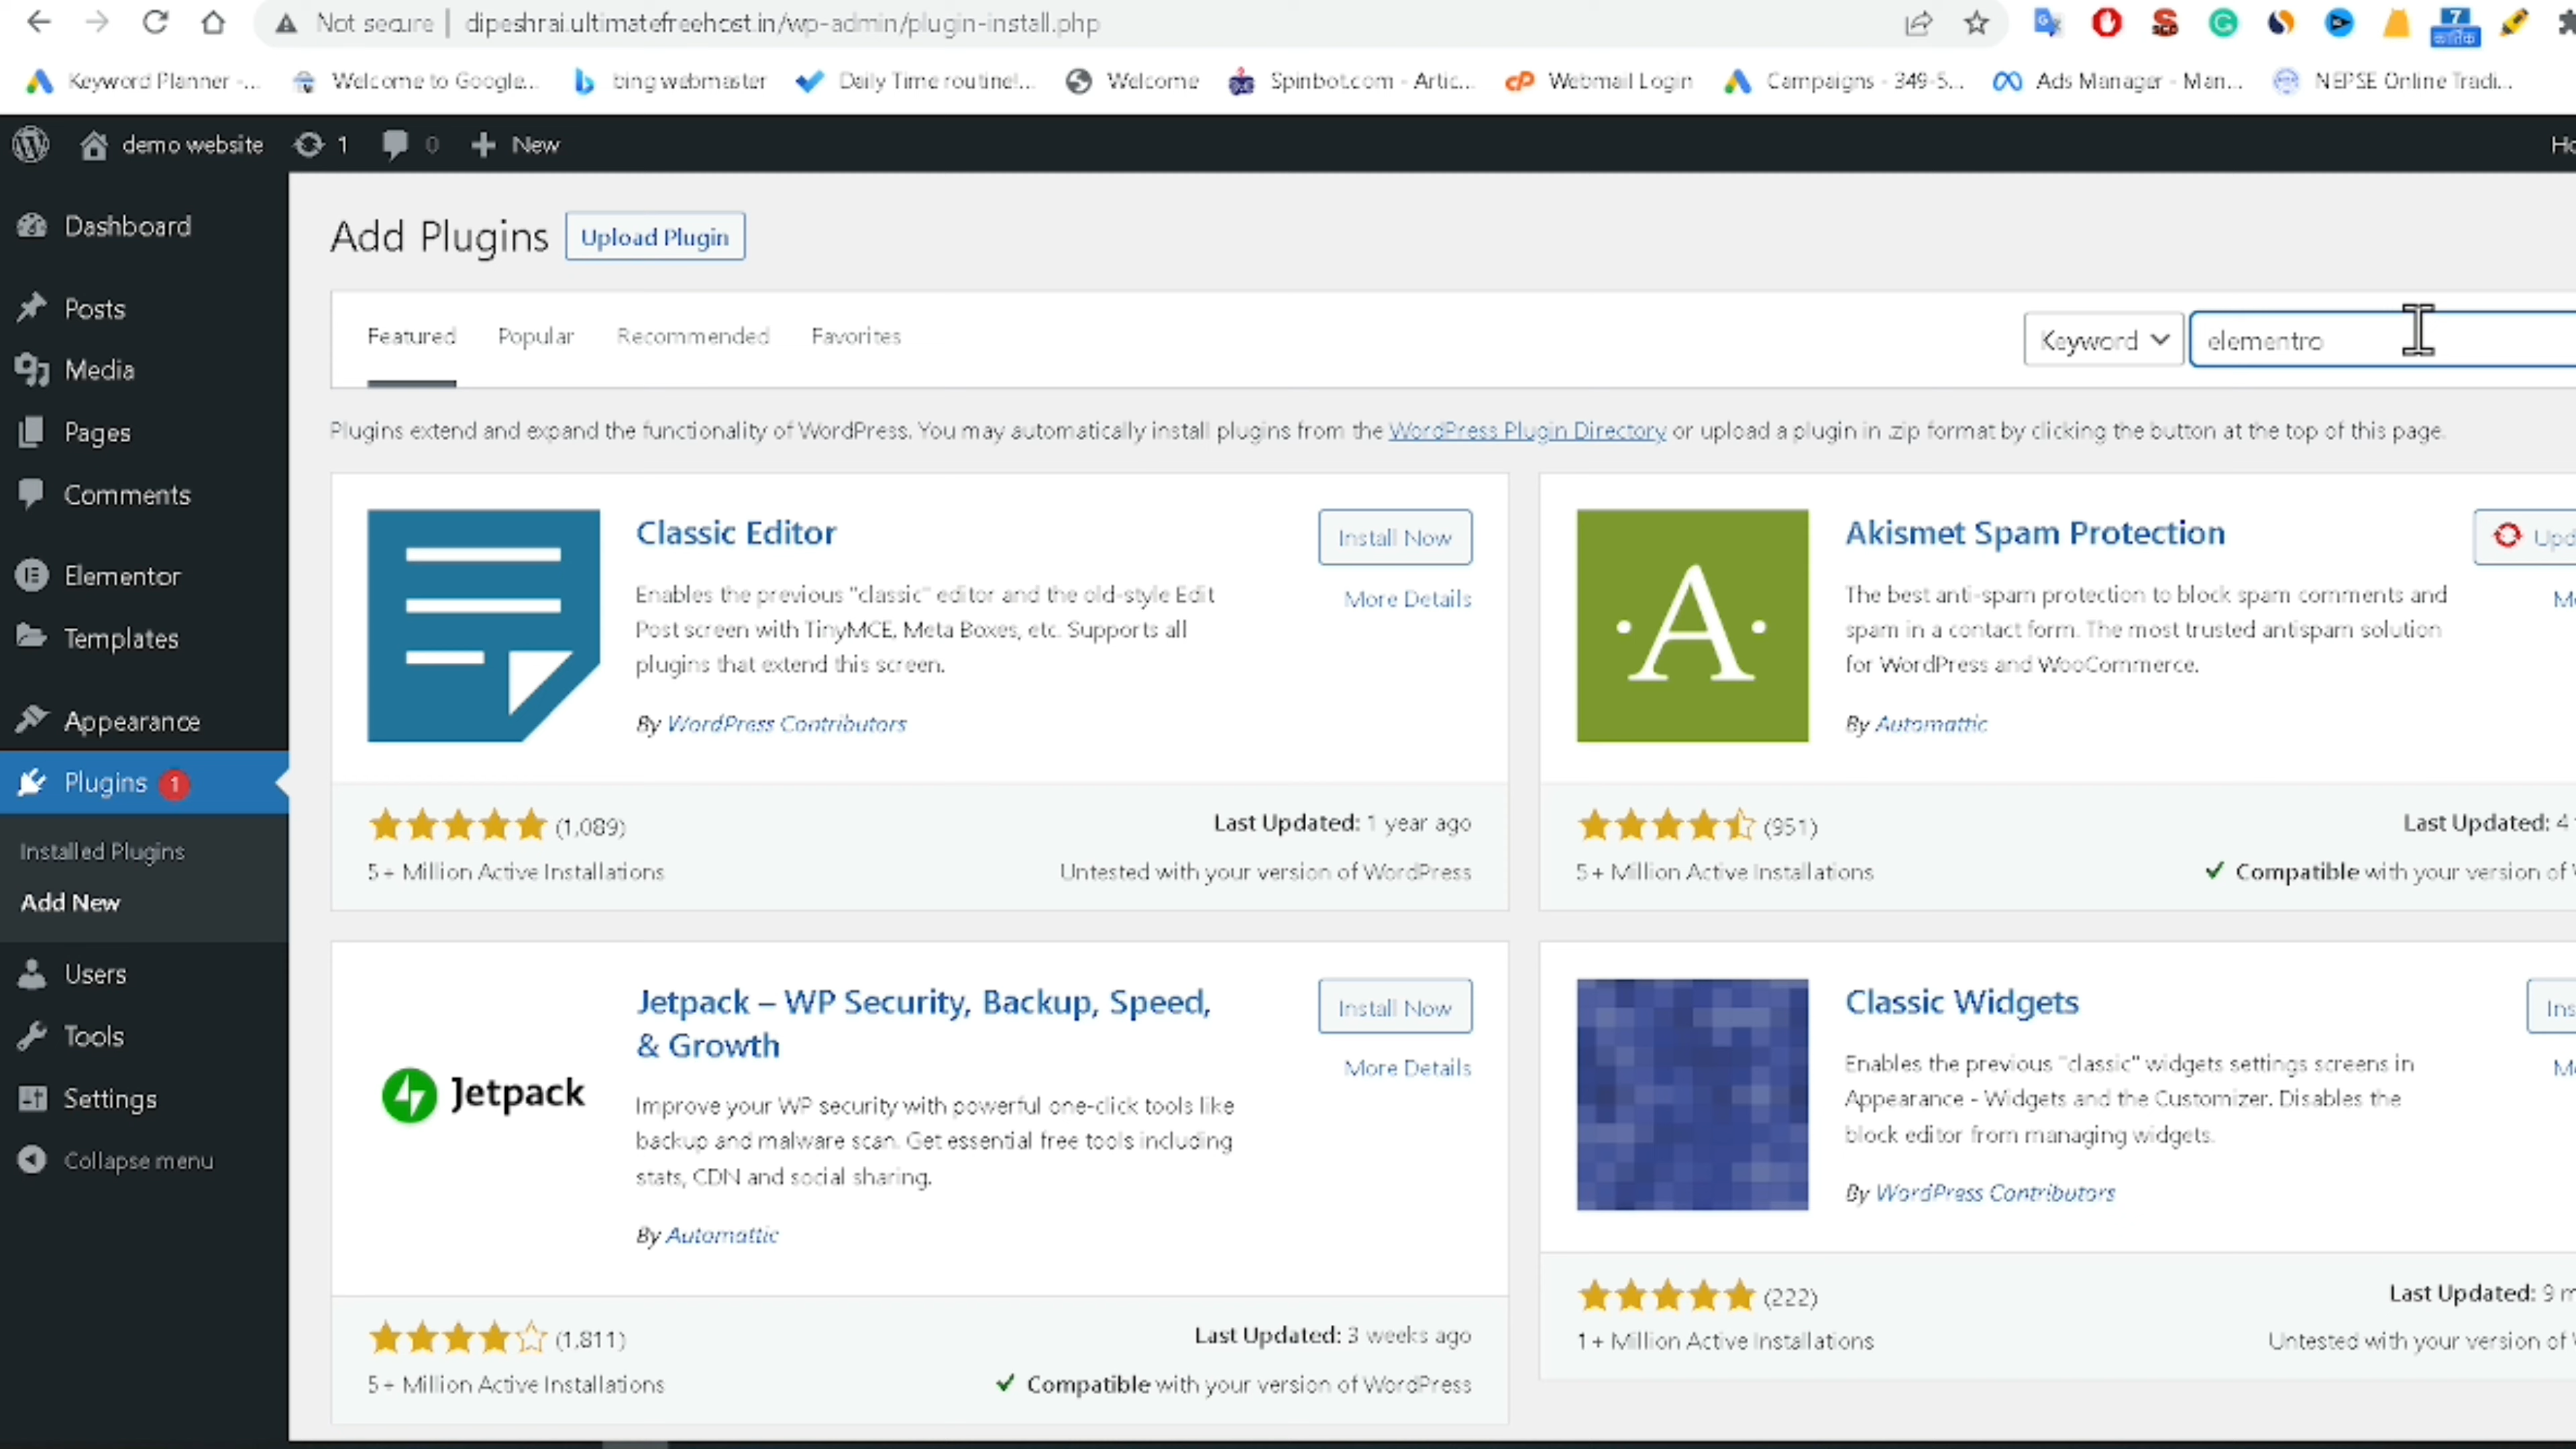 Not secure | dipeshrai.ultimatefreehost.in/wp-admin/plugin-install.php
7
Keyword Planner -... Welcome to Google... bing webmaster Daily Time routine!... Welcome Spinbot.com - Artic... Webmail Login Campaigns - 349-5... Ads Manager - Man... NEPSE Online Tradi...
demo website 1 0 + New Ho
Dashboard
Posts
Media
Pages
Comments
Elementor
Templates
Appearance
Plugins 1
Installed Plugins
Add New
Users
Tools
Settings
Collapse menu
Add Plugins Upload Plugin
Featured Popular Recommended Favorites Keyword elementro
Plugins extend and expand the functionality of WordPress. You may automatically install plugins from the WordPress Plugin Directory or upload a plugin in .zip format by clicking the button at the top of this page.
Classic Editor
Install Now
More Details
Enables the previous "classic" editor and the old-style Edit
Post screen with TinyMCE, Meta Boxes, etc. Supports all
plugins that extend this screen.
By WordPress Contributors
(1,089) Last Updated: 1 year ago
5+ Million Active Installations Untested with your version of WordPress
A
Akismet Spam Protection
Upd
Mo
The best anti-spam protection to block spam comments and
spam in a contact form. The most trusted antispam solution
for WordPress and WooCommerce.
By Automattic
(951) Last Updated: 4
5+ Million Active Installations Compatible with your version of
Jetpack
Jetpack – WP Security, Backup, Speed,
& Growth
Install Now
More Details
Improve your WP security with powerful one-click tools like
backup and malware scan. Get essential free tools including
stats, CDN and social sharing.
By Automattic
(1,811) Last Updated: 3 weeks ago
5+ Million Active Installations Compatible with your version of WordPress
Classic Widgets
Ins
Mo
Enables the previous "classic" widgets settings screens in
Appearance - Widgets and the Customizer. Disables the
block editor from managing widgets.
By WordPress Contributors
(222) Last Updated: 9 m
1+ Million Active Installations Untested with your version of